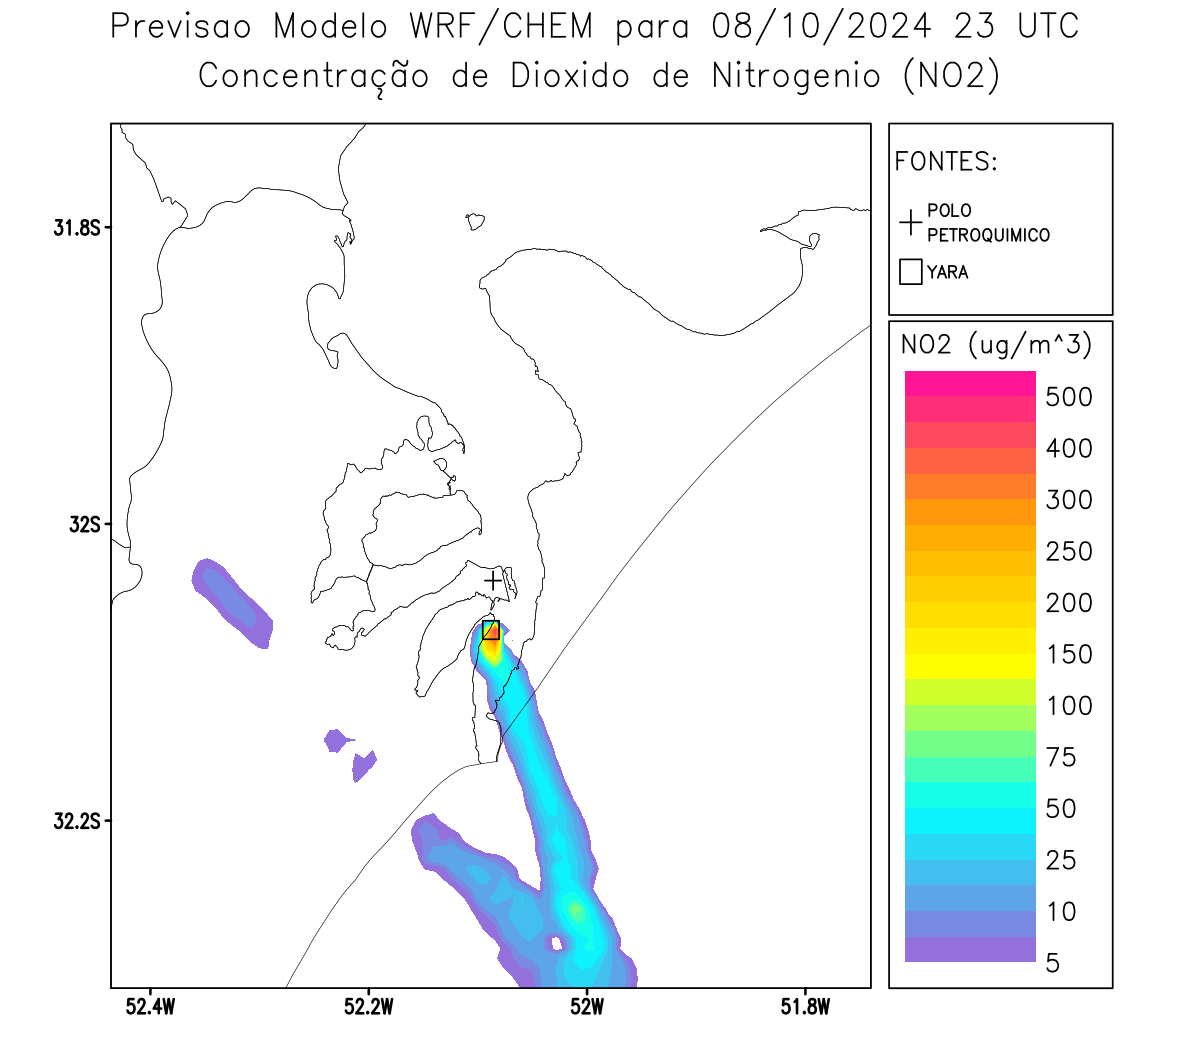 Previsao Modelo WRF/CHEM para 08/10/2024 23 UTC
Concentração de Dioxido de Nitrogenio (NO2)
FONTES:
POLO
PETROQUIMICO
YARA
NO2 (ug/m^3)
500
400
300
250
200
150
100
75
50
25
10
5
31.8S
32S
32.2S
52.4W
52.2W
52W
51.8W